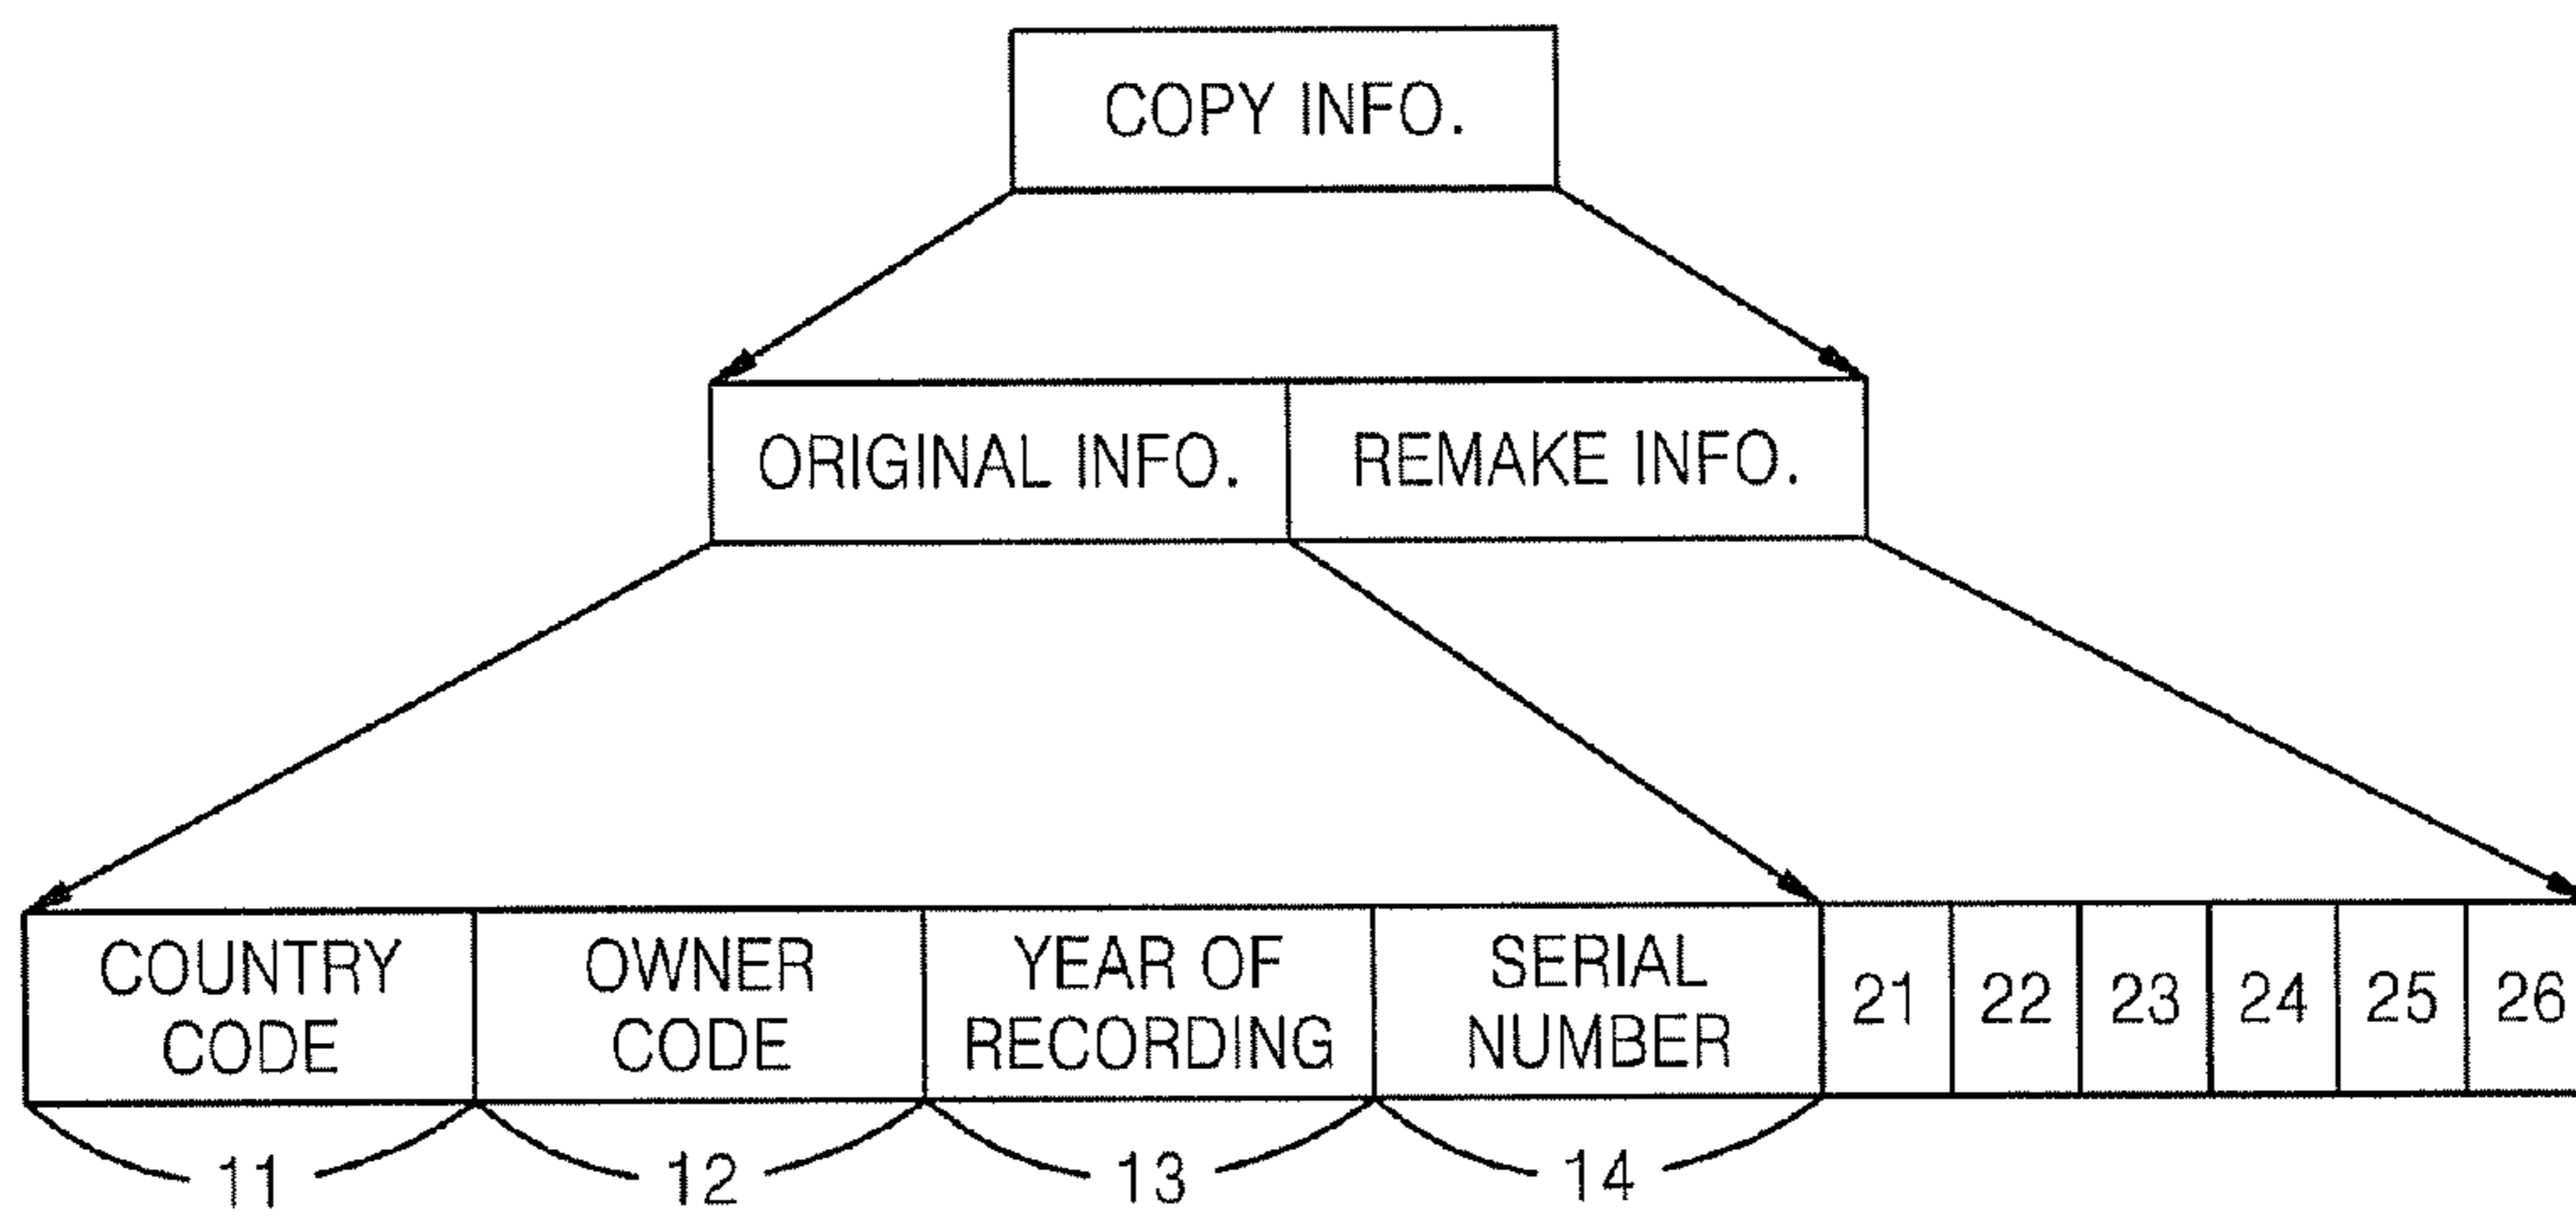 COPY INFO.
ORIGINAL INFO.
REMAKE INFO.
COUNTRY
CODE
OWNER
CODE
YEAR OF
RECORDING
SERIAL
NUMBER
21
22
23
24
25
26
11
12
13
14